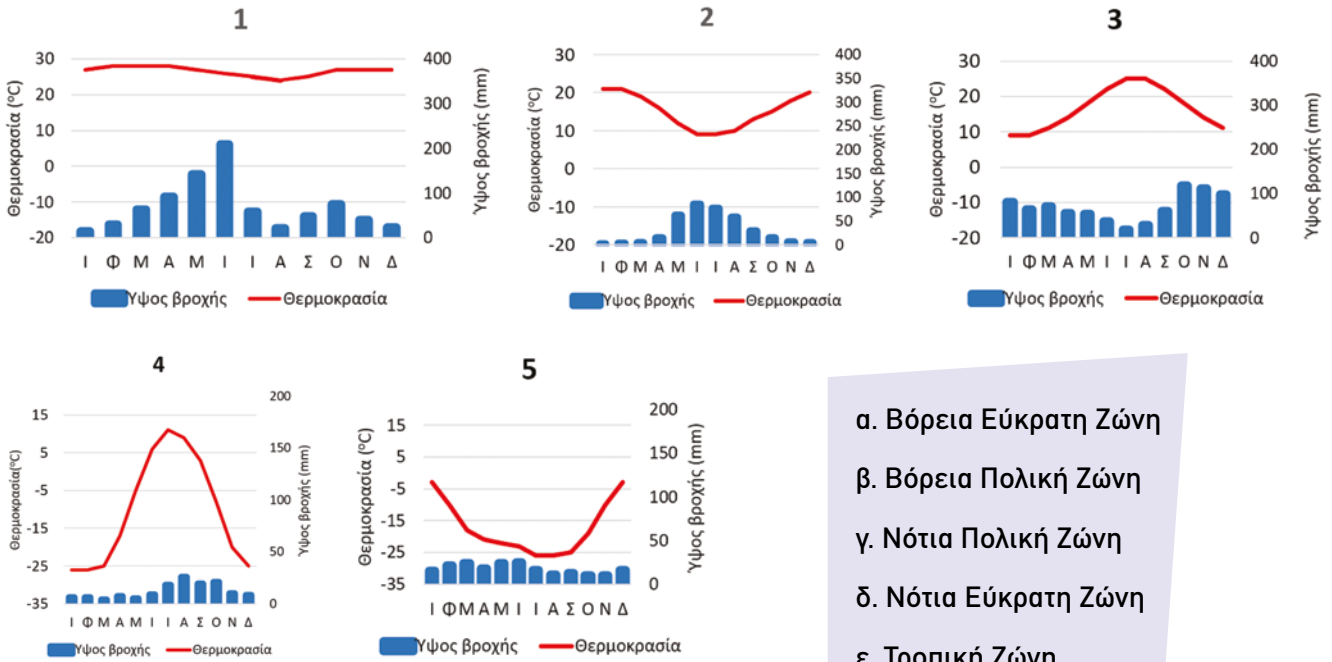 1
Θερμοκρασία (°C)
30
20
10
0
-10
-20
400
300
200
100
0
Ύψος βροχής (mm)
Ι Φ Μ Α Μ Ι Ι Α Σ Ο Ν Δ
Ύψος βροχής Θερμοκρασία
2
Θερμοκρασία (°C)
30
20
10
0
-10
-20
400
350
300
250
200
150
100
50
0
Ύψος βροχής (mm)
Ι Φ Μ Α Μ Ι Ι Α Σ Ο Ν Δ
Ύψος βροχής Θερμοκρασία
3
Θερμοκρασία (°C)
30
20
10
0
-10
-20
400
300
200
100
0
Ύψος βροχής (mm)
Ι Φ Μ Α Μ Ι Ι Α Σ Ο Ν Δ
Ύψος βροχής Θερμοκρασία
4
Θερμοκρασία(°C)
15
5
-5
-15
-25
-35
200
150
100
50
0
Ύψος βροχής (mm)
Ι Φ Μ Α Μ Ι Ι Α Σ Ο Ν Δ
Ύψος βροχής Θερμοκρασία
5
Θερμοκρασία (°C)
15
5
-5
-15
-25
-35
200
150
100
50
0
Ύψος βροχής (mm)
Ι Φ Μ Α Μ Ι Ι Α Σ Ο Ν Δ
Ύψος βροχής Θερμοκρασία
α. Βόρεια Εύκρατη Ζώνη
β. Βόρεια Πολική Ζώνη
γ. Νότια Πολική Ζώνη
δ. Νότια Εύκρατη Ζώνη
ε. Τροπική Ζώνη